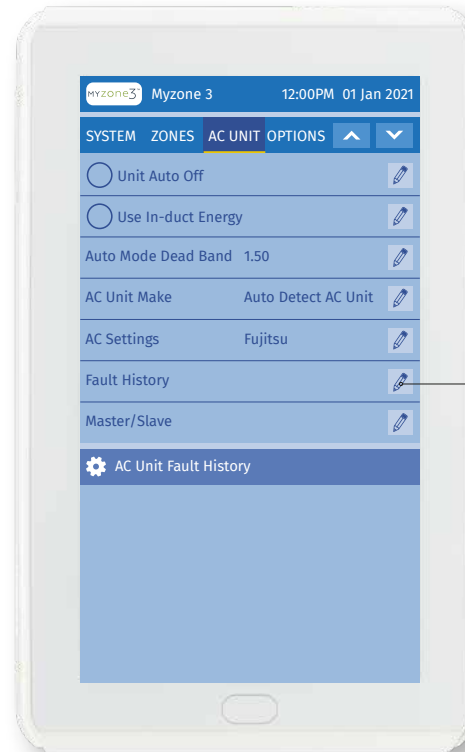 MYZONE3™ Myzone 3 12:00PM 01 Jan 2021
SYSTEM ZONES AC UNIT OPTIONS
Unit Auto Off
Use In-duct Energy
Auto Mode Dead Band 1.50
AC Unit Make Auto Detect AC Unit
AC Settings Fujitsu
Fault History
Master/Slave
AC Unit Fault History